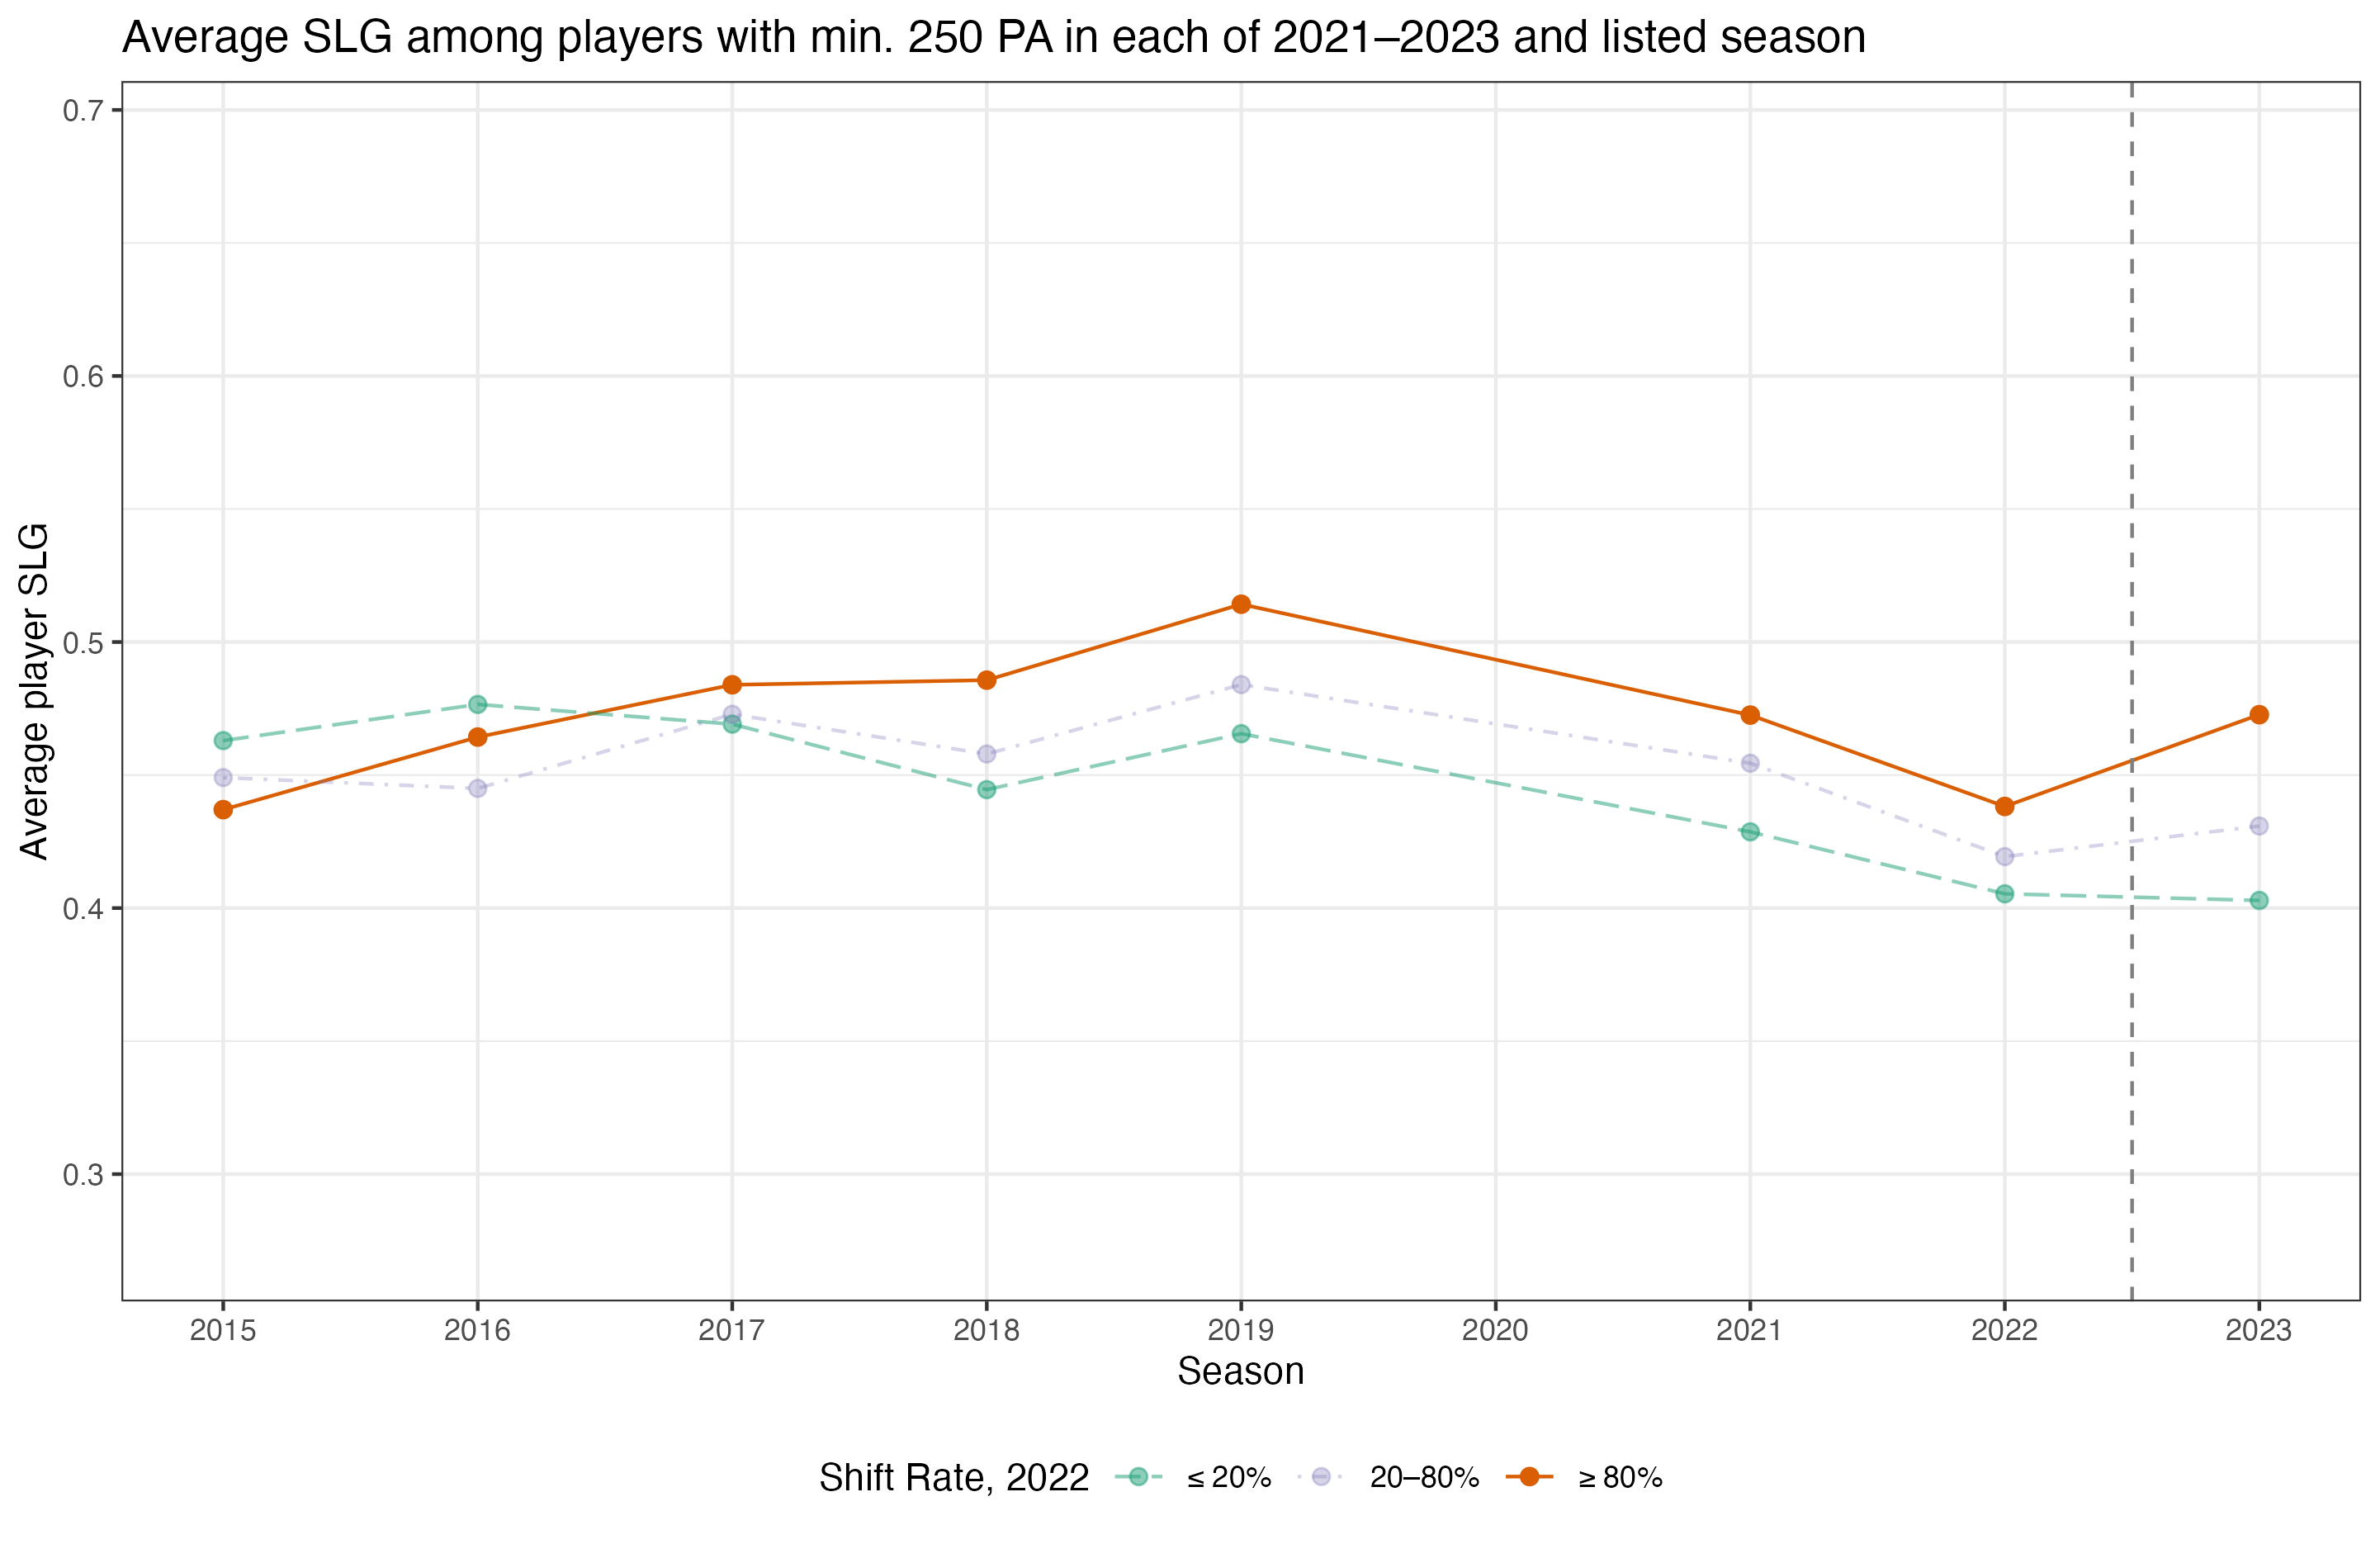 Average SLG among players with min. 250 PA in each of 2021–2023 and listed season
Average player SLG
0.7
0.6
0.5
0.4
0.3
2015 2016 2017 2018 2019 2020 2021 2022 2023
Season
Shift Rate, 2022 ≤ 20% 20–80% ≥ 80%